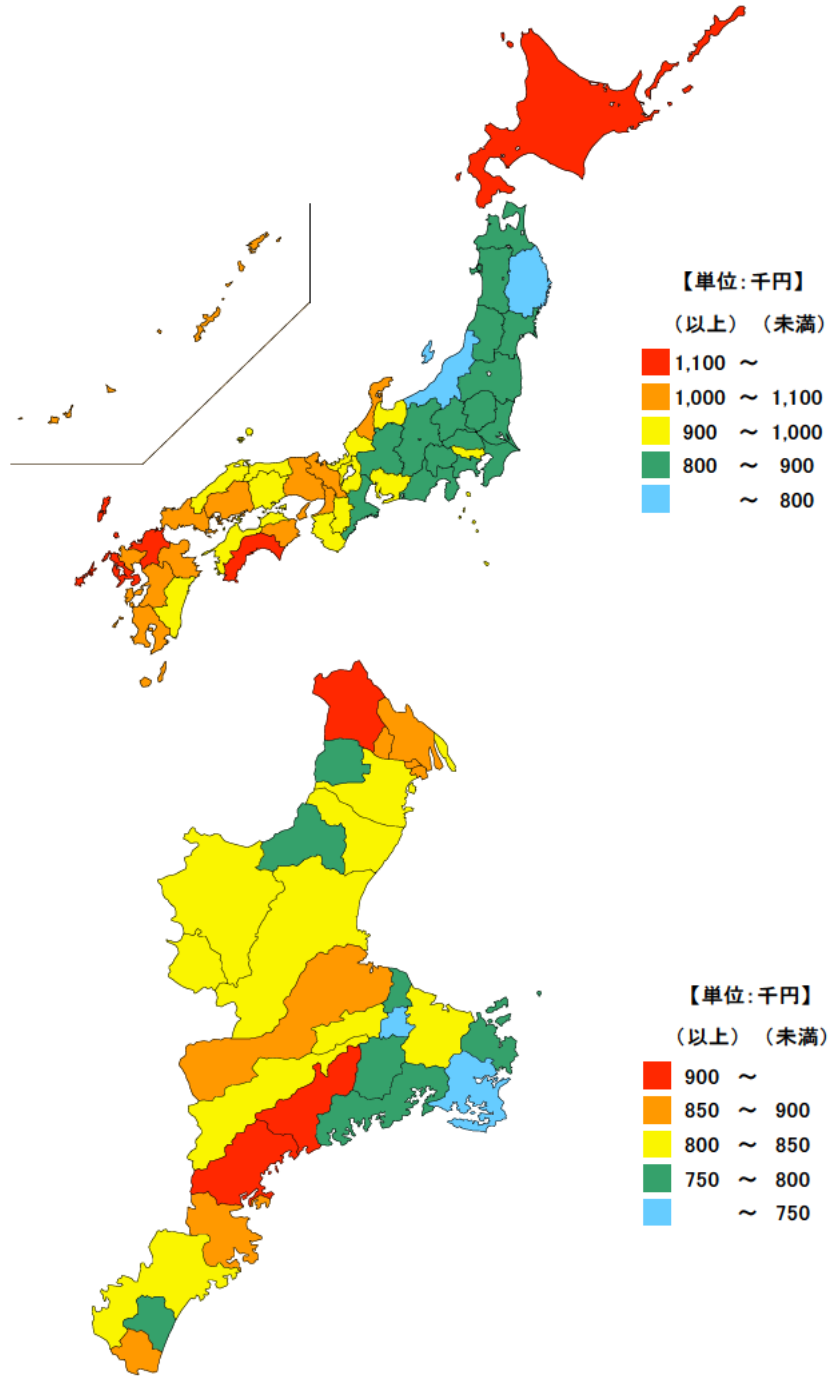 【単位:千円】
（以上） （未満）
1,100 ～
1,000 ～ 1,100
900 ～ 1,000
800 ～ 900
～ 800
【単位:千円】
（以上） （未満）
900 ～
850 ～ 900
800 ～ 850
750 ～ 800
～ 750